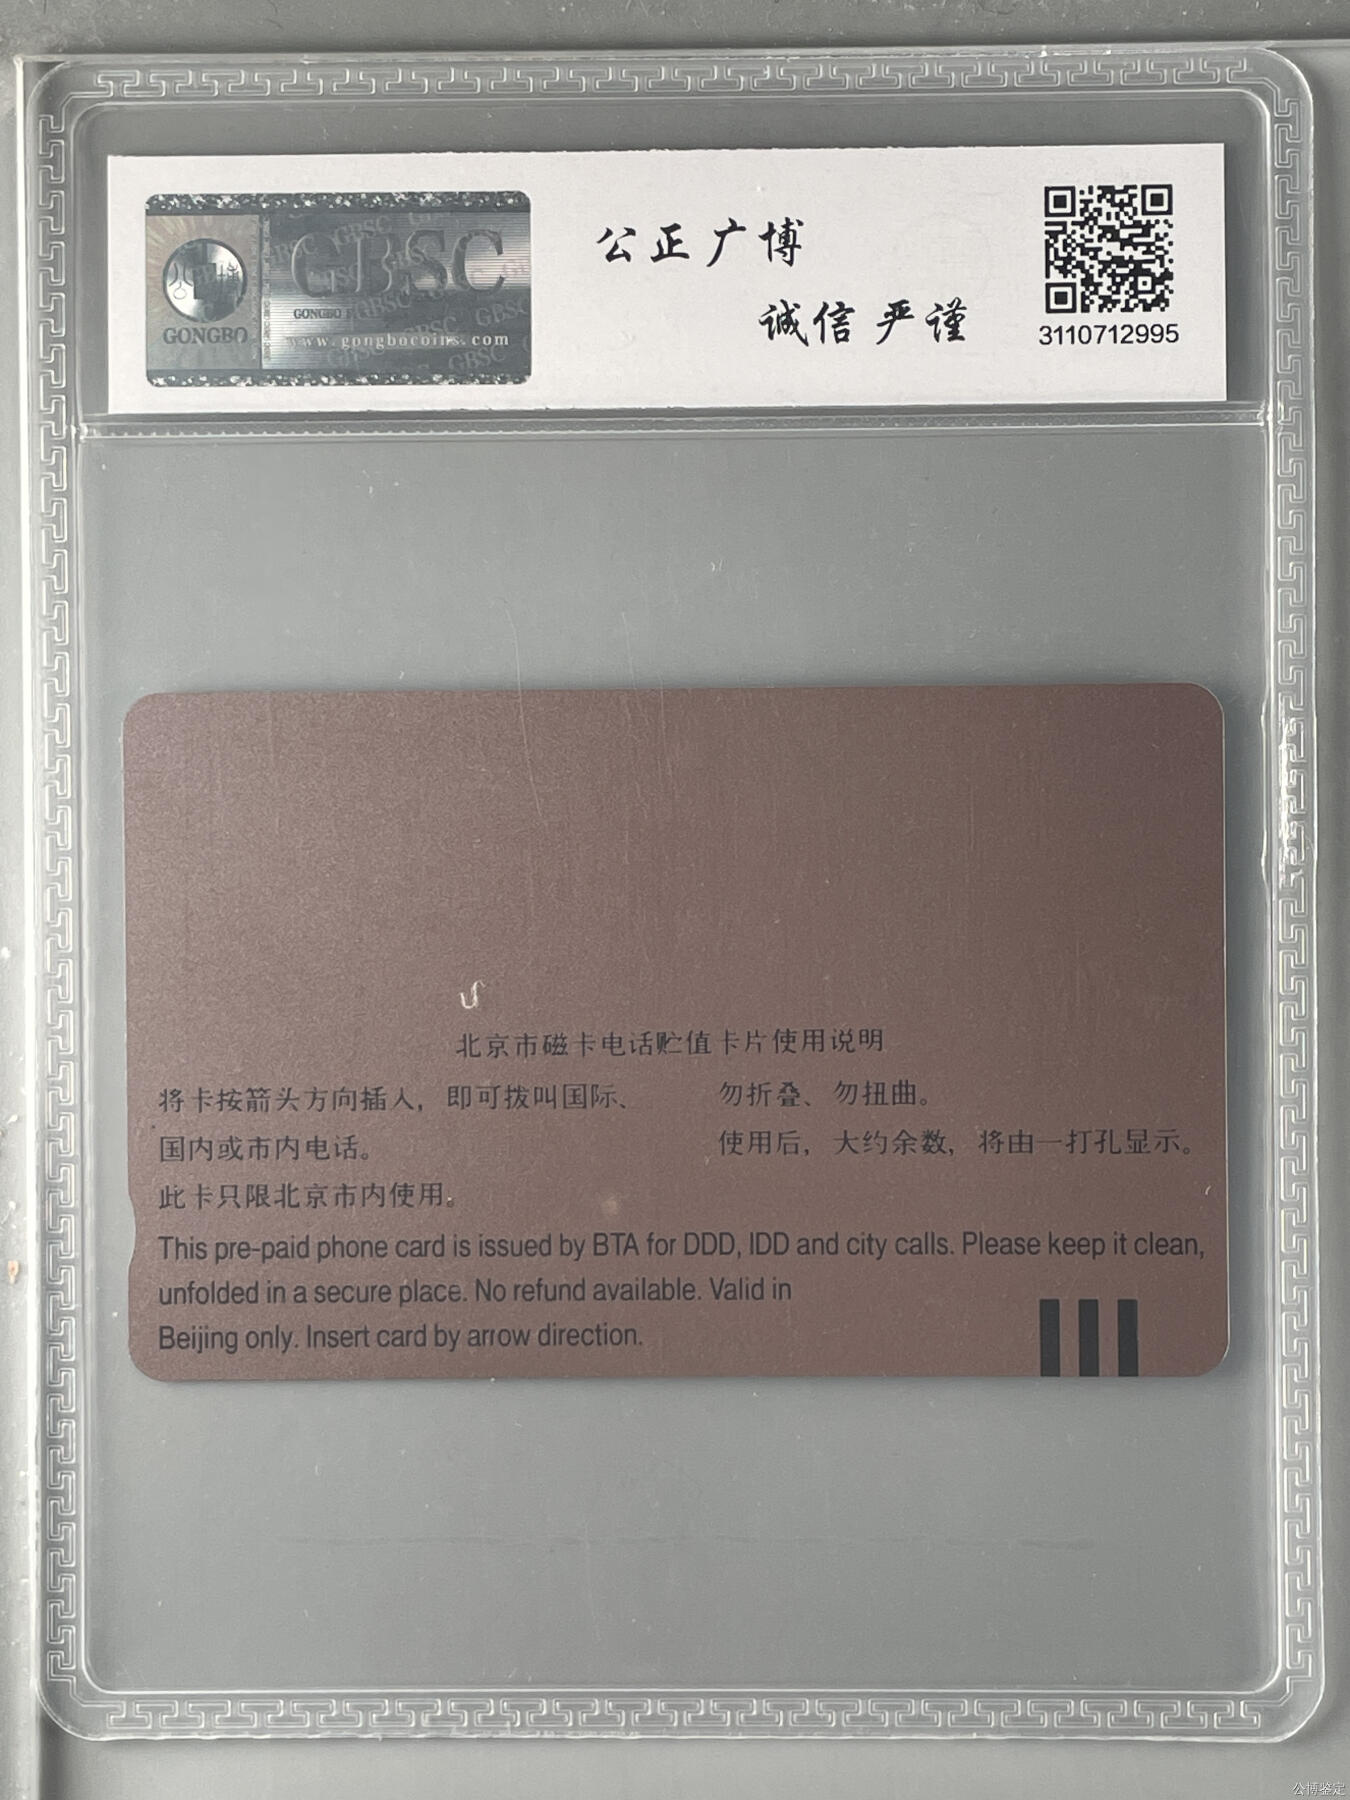 GBSC
GONGBO
www.gongbocoins.com
GONGBO
公正广博
诚信严谨
3110712995
北京市磁卡电话贮值卡片使用说明
将卡按箭头方向插入，即可拨叫国际、
国内或市内电话。
此卡只限北京市内使用。
勿折叠、勿扭曲。
使用后，大约余数，将由一打孔显示。
This pre-paid phone card is issued by BTA for DDD, IDD and city calls. Please keep it clean,
unfolded in a secure place. No refund available. Valid in
Beijing only. Insert card by arrow direction.
公博鉴定